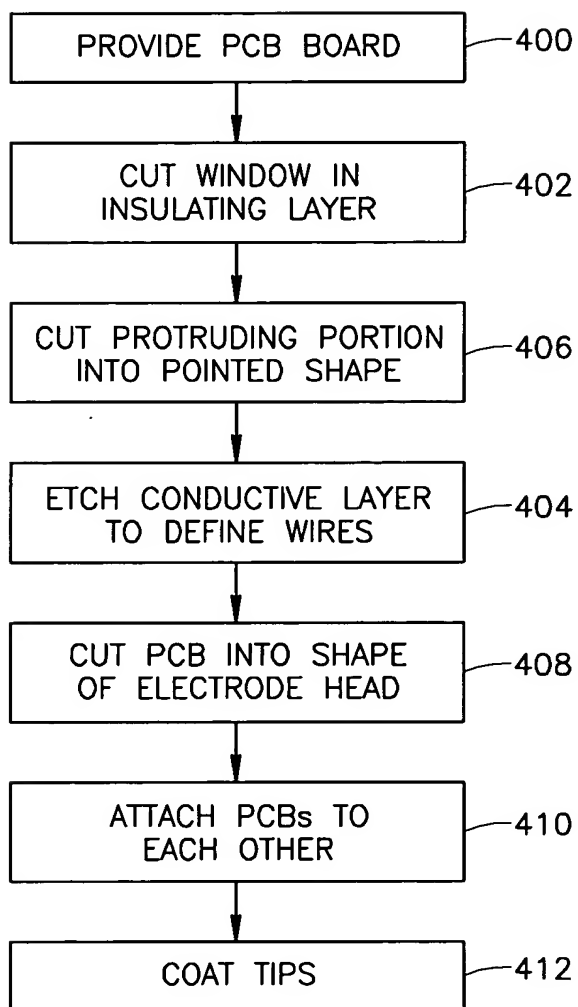 PROVIDE PCB BOARD
400
CUT WINDOW IN
INSULATING LAYER
402
CUT PROTRUDING PORTION
INTO POINTED SHAPE
406
ETCH CONDUCTIVE LAYER
TO DEFINE WIRES
404
CUT PCB INTO SHAPE
OF ELECTRODE HEAD
408
ATTACH PCBs TO
EACH OTHER
410
COAT TIPS
412